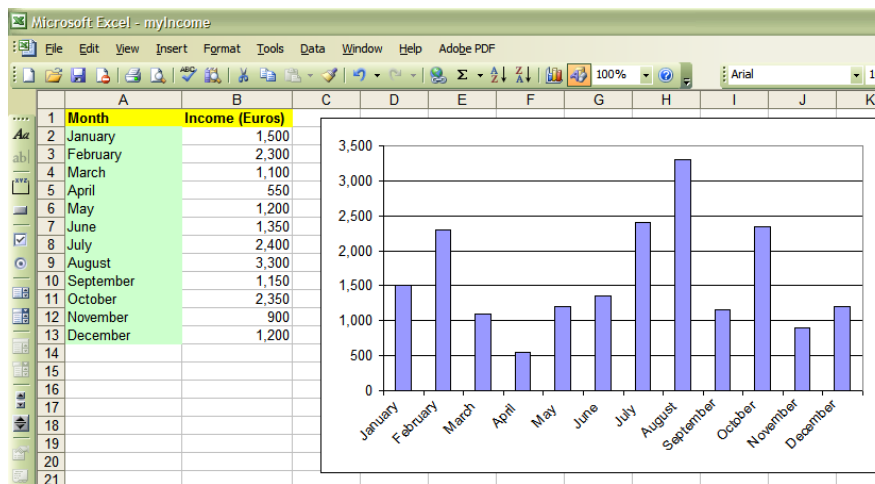 Microsoft Excel - myIncome
File Edit View Insert Format Tools Data Window Help Adobe PDF
ABC Σ A Z Z A 100% Arial 1
A B C D E F G H I J K
Aa
ab|
xyz
1 Month Income (Euros)
2 January 1,500
3 February 2,300
4 March 1,100
5 April 550
6 May 1,200
7 June 1,350
8 July 2,400
9 August 3,300
10 September 1,150
11 October 2,350
12 November 900
13 December 1,200
14
15
16
17
18
19
20
21
3,500
3,000
2,500
2,000
1,500
1,000
500
0
January February March April May June July August September October November December